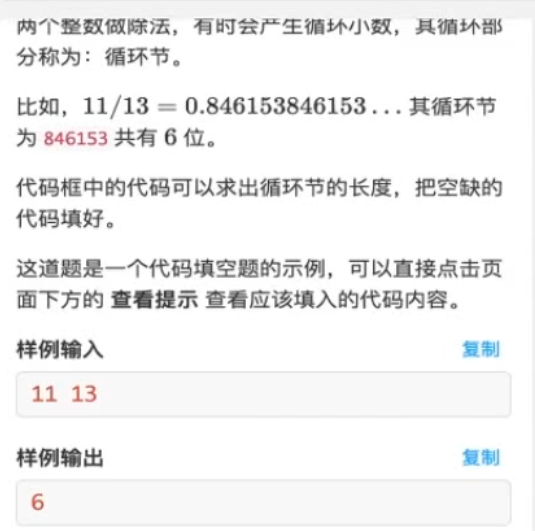 两个整数做除法，有时会产生循环小数，其循环部
分称为：循环节。
比如，11/13 = 0.846153846153...其循环节
为 846153 共有 6 位。
代码框中的代码可以求出循环节的长度，把空缺的
代码填好。
这道题是一个代码填空题的示例，可以直接点击页
面下方的 查看提示 查看应该填入的代码内容。
样例输入 复制
11 13
样例输出 复制
6